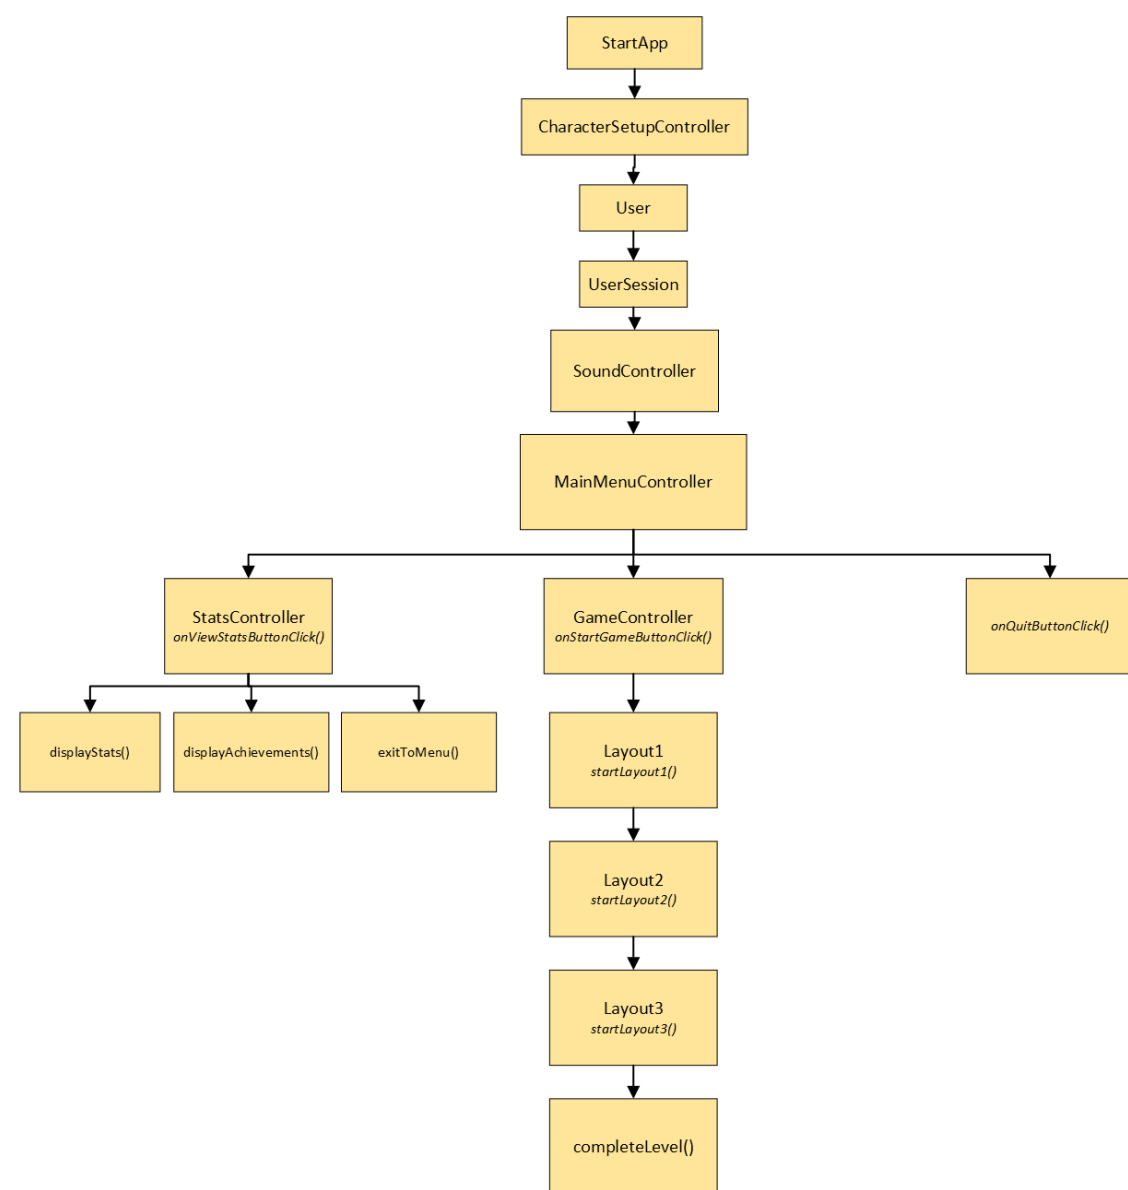 StartApp
CharacterSetupController
User
UserSession
SoundController
MainMenuController
StatsController
onViewStatsButtonClick()
GameController
onStartGameButtonClick()
onQuitButtonClick()
displayStats()
displayAchievements()
exitToMenu()
Layout1
startLayout1()
Layout2
startLayout2()
Layout3
startLayout3()
completeLevel()